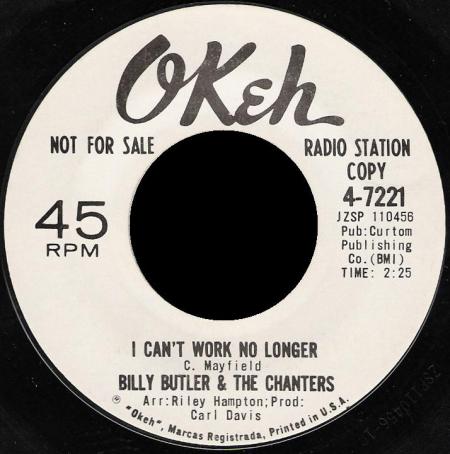 OKeh
NOT FOR SALE
RADIO STATION
COPY
45
RPM
4-7221
JZSP 110456
Pub:Curtom
Publishing
Co.(BMI)
TIME: 2:25
I CAN'T WORK NO LONGER
C. Mayfield
BILLY BUTLER & THE CHANTERS
Arr:Riley Hampton;Prod:
Carl Davis
℗ "Okeh", Marcas Registrada, Printed in U.S.A.